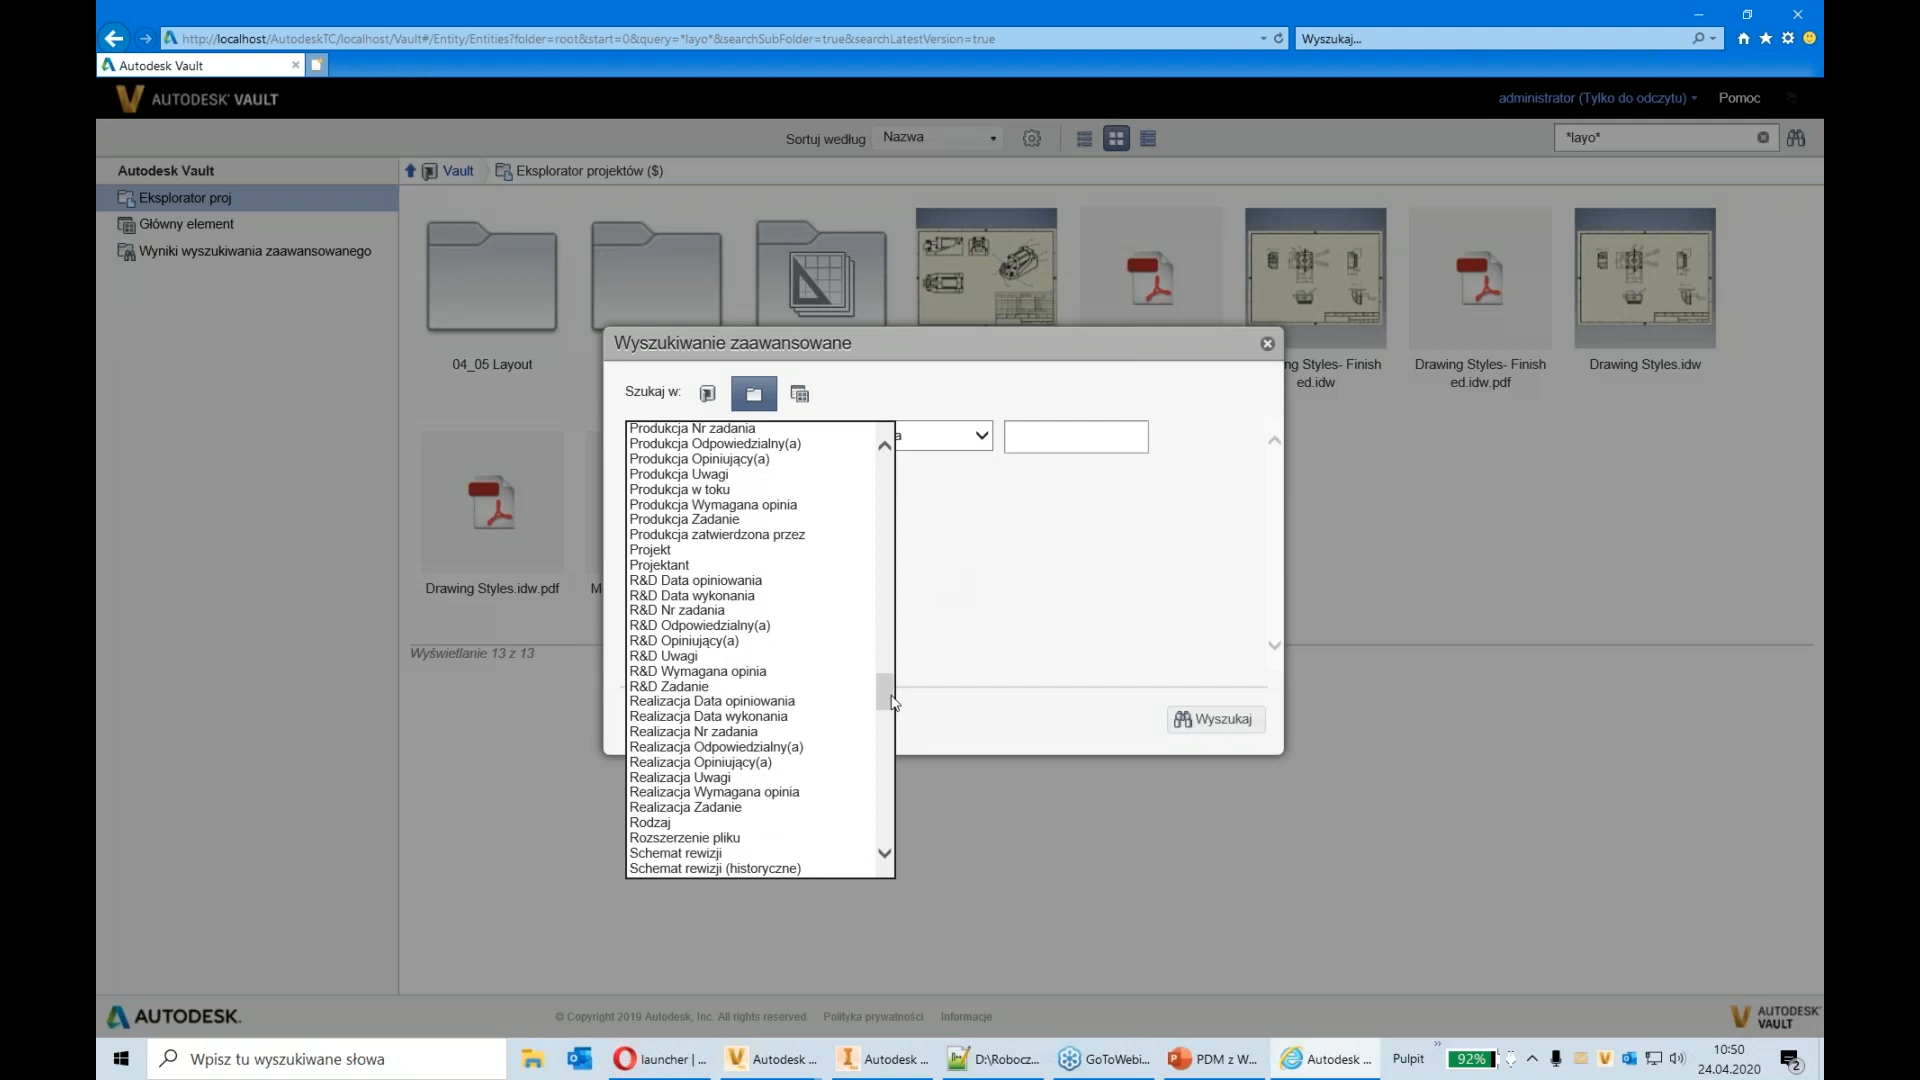 http://localhost/AutodeskTC/localhost/Vault#/Entity/Entities?folder=root&start=0&query=*layo*&searchSubFolder=true&searchLatestVersion=true
Wyszukaj...
Autodesk Vault
AUTODESK® VAULT
administrator (Tylko do odczytu)
Pomoc
Sortuj według
Nazwa
*layo*
Autodesk Vault
Vault
Eksplorator projektów ($)
Eksplorator proj
Główny element
Wyniki wyszukiwania zaawansowanego
04_05 Layout
ng Styles- Finish
ed.idw
Drawing Styles- Finish
ed.idw.pdf
Drawing Styles.idw
Drawing Styles.idw.pdf
M
Wyświetlanie 13 z 13
Wyszukiwanie zaawansowane
Szukaj w:
a
Produkcja Nr zadania
Produkcja Odpowiedzialny(a)
Produkcja Opiniujący(a)
Produkcja Uwagi
Produkcja w toku
Produkcja Wymagana opinia
Produkcja Zadanie
Produkcja zatwierdzona przez
Projekt
Projektant
R&D Data opiniowania
R&D Data wykonania
R&D Nr zadania
R&D Odpowiedzialny(a)
R&D Opiniujący(a)
R&D Uwagi
R&D Wymagana opinia
R&D Zadanie
Realizacja Data opiniowania
Realizacja Data wykonania
Realizacja Nr zadania
Realizacja Odpowiedzialny(a)
Realizacja Opiniujący(a)
Realizacja Uwagi
Realizacja Wymagana opinia
Realizacja Zadanie
Rodzaj
Rozszerzenie pliku
Schemat rewizji
Schemat rewizji (historyczne)
Wyszukaj
AUTODESK.
© Copyright 2019 Autodesk, Inc. All rights reserved.
Polityka prywatności
Informacje
AUTODESK®
VAULT
Wpisz tu wyszukiwane słowa
launcher | ...
Autodesk ...
Autodesk ...
D:\Robocz...
GoToWebi...
PDM z W...
Autodesk ...
Pulpit
92%
10:50
24.04.2020
2